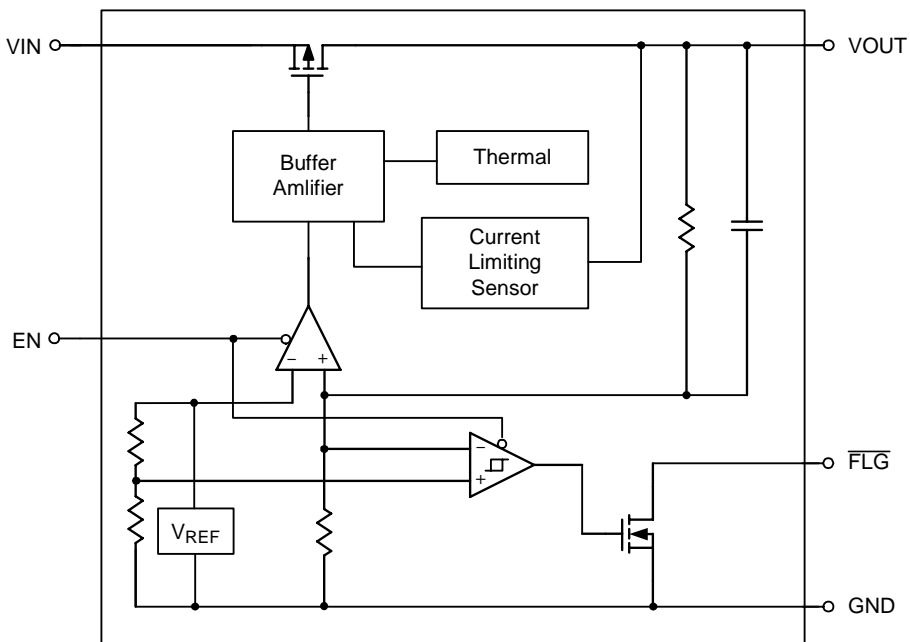 VIN
VOUT
Buffer
Amlifier
Thermal
Current
Limiting
Sensor
EN
−
+
−
+
FLG
VREF
GND